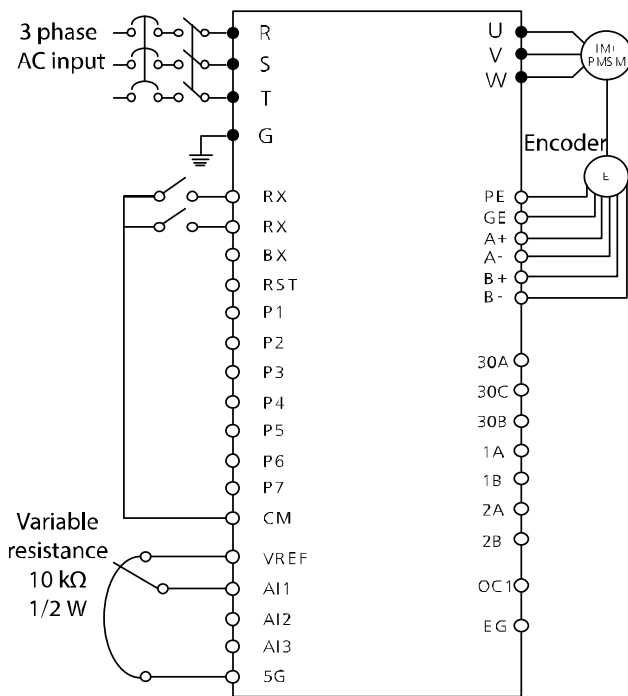 3 phase
AC input
R
S
T
G
RX
RX
BX
RST
P1
P2
P3
P4
P5
P6
P7
CM
Variable
resistance
10 kΩ
1/2 W
VREF
AI1
AI2
AI3
5G
U
V
W
PMSM
Encoder
E
PE
GE
A+
A-
B+
B-
30A
30C
30B
1A
1B
2A
2B
OC1
EG